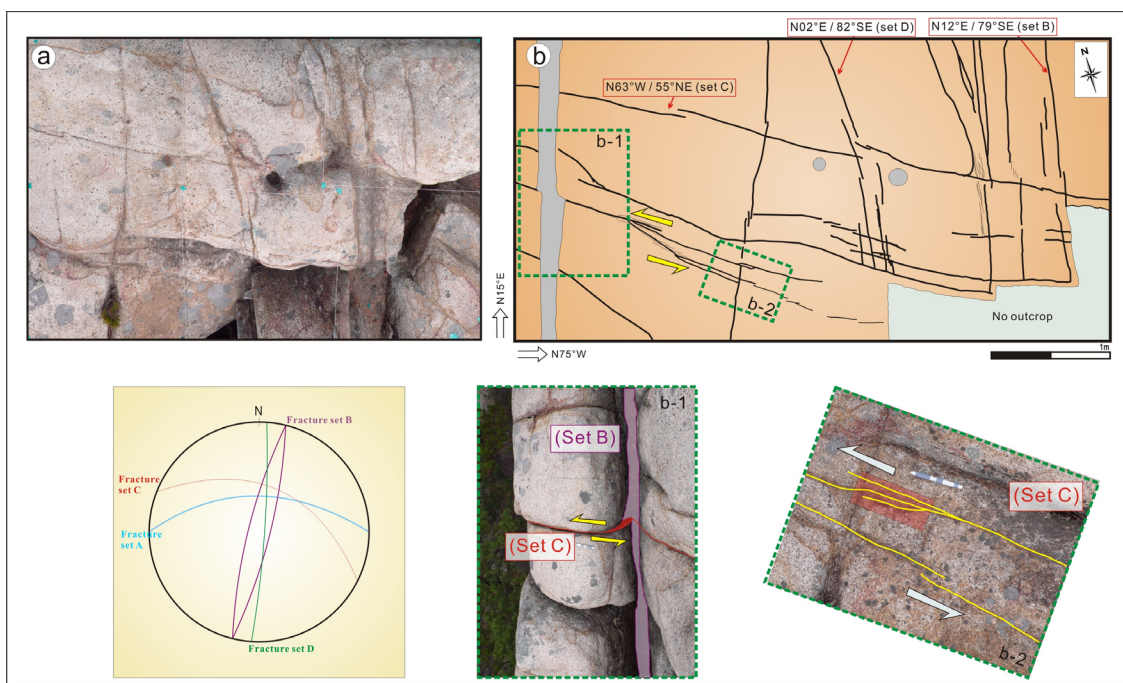 a
b
N02°E / 82°SE (set D)
N12°E / 79°SE (set B)
N
N63°W / 55°NE (set C)
b-1
b-2
No outcrop
N15°E
N75°W
1m
N
Fracture set B
Fracture
set C
Fracture
set A
Fracture set D
b-1
(Set B)
(Set C)
(Set C)
b-2